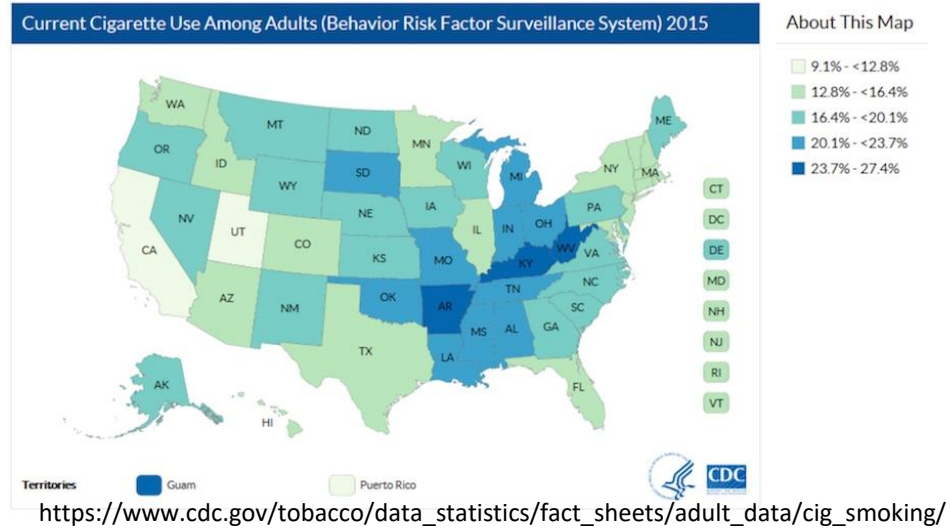 Current Cigarette Use Among Adults (Behavior Risk Factor Surveillance System) 2015
About This Map
9.1% - <12.8%
12.8% - <16.4%
16.4% - <20.1%
20.1% - <23.7%
23.7% - 27.4%
WA
MT
ND
MN
ME
OR
ID
WY
SD
WI
MI
NY
MA
NV
UT
CO
NE
IA
IL
IN
OH
PA
CA
KS
MO
KY
WV
VA
AZ
NM
OK
AR
TN
NC
SC
TX
LA
MS
AL
GA
FL
AK
HI
CT
DC
DE
MD
NH
NJ
RI
VT
Territories
Guam
Puerto Rico
CDC
https://www.cdc.gov/tobacco/data_statistics/fact_sheets/adult_data/cig_smoking/